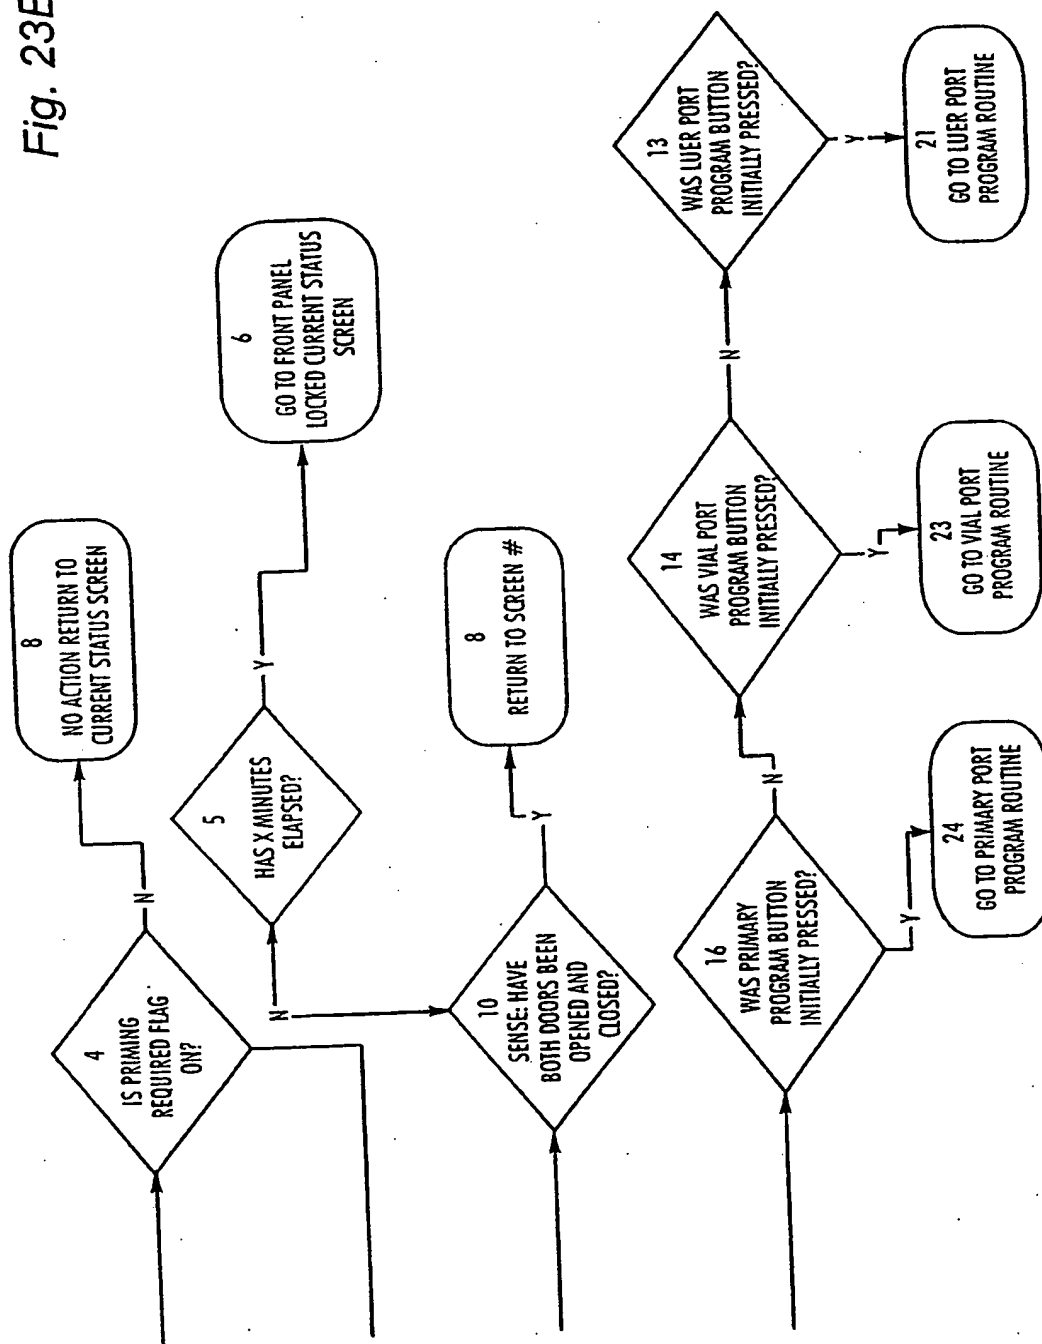 Fig. 23E
4
IS PRIMING
REQUIRED FLAG
ON?
N
8
NO ACTION RETURN TO
CURRENT STATUS SCREEN
5
HAS X MINUTES
ELAPSED?
N
Y
6
GO TO FRONT PANEL
LOCKED CURRENT STATUS
SCREEN
10
SENSE: HAVE
BOTH DOORS BEEN
OPENED AND
CLOSED?
Y
8
RETURN TO SCREEN #
16
WAS PRIMARY
PROGRAM BUTTON
INITIALLY PRESSED?
N
Y
24
GO TO PRIMARY PORT
PROGRAM ROUTINE
14
WAS VIAL PORT
PROGRAM BUTTON
INITIALLY PRESSED?
N
Y
23
GO TO VIAL PORT
PROGRAM ROUTINE
13
WAS LUER PORT
PROGRAM BUTTON
INITIALLY PRESSED?
Y
21
GO TO LUER PORT
PROGRAM ROUTINE